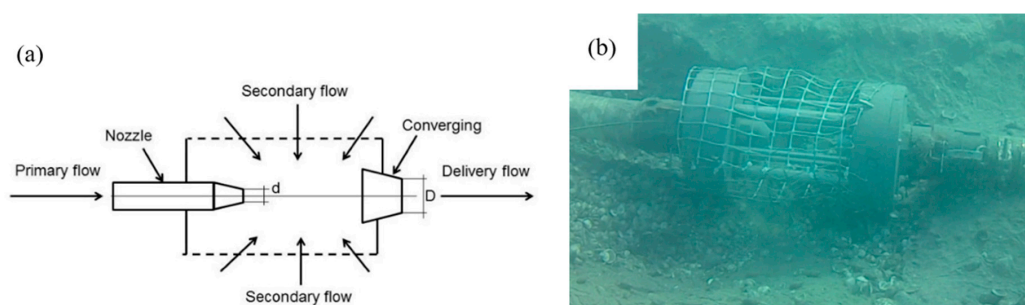 (a)
(b)
Secondary flow
Nozzle
Converging
Primary flow
d
D
Delivery flow
Secondary flow